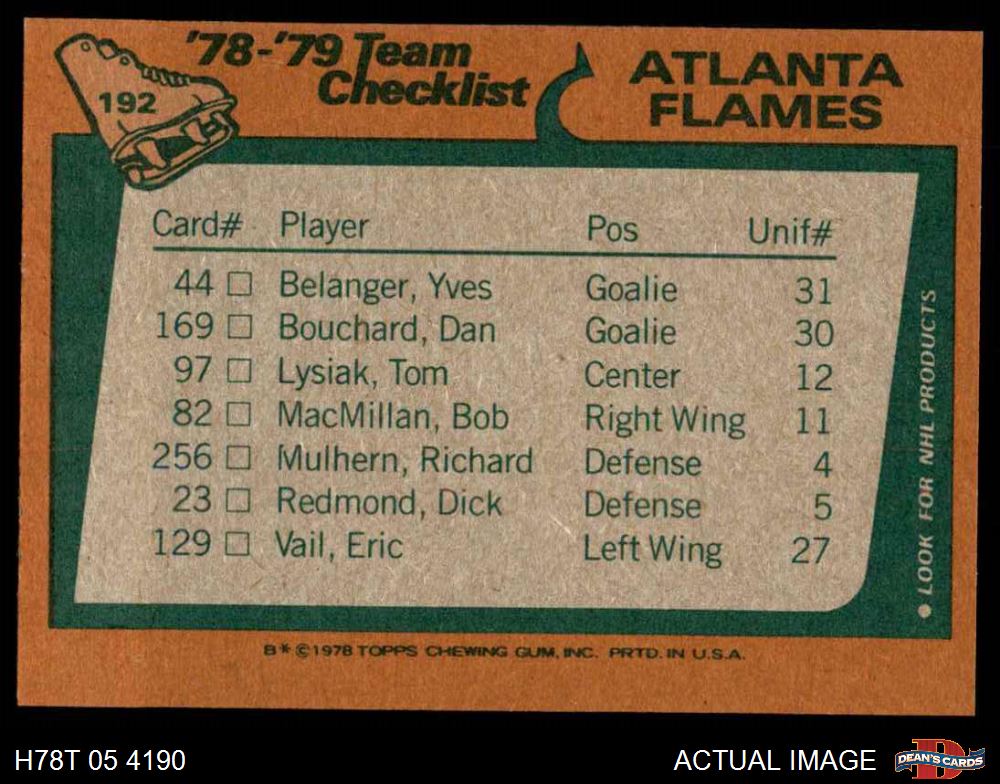 192
'78-'79 Team Checklist
ATLANTA FLAMES
Card# Player Pos Unif#
44 □ Belanger, Yves Goalie 31
169 □ Bouchard, Dan Goalie 30
97 □ Lysiak, Tom Center 12
82 □ MacMillan, Bob Right Wing 11
256 □ Mulhern, Richard Defense 4
23 □ Redmond, Dick Defense 5
129 □ Vail, Eric Left Wing 27
● LOOK FOR NHL PRODUCTS
B* © 1978 TOPPS CHEWING GUM, INC. PRTD. IN U.S.A.
H78T 05 4190
ACTUAL IMAGE
D
DEAN'S CARDS